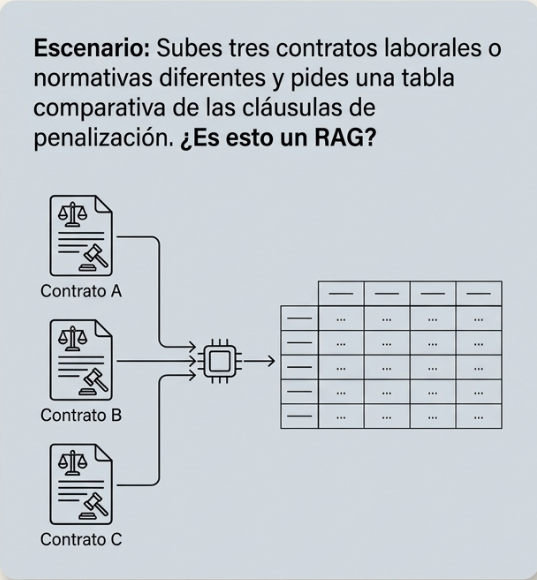 Escenario: Subes tres contratos laborales o
normativas diferentes y pides una tabla
comparativa de las cláusulas de
penalización. ¿Es esto un RAG?
Contrato A
Contrato B
Contrato C
... ... ... ...
... ... ... ...
... ... ... ...
... ... ... ...
... ... ... ...